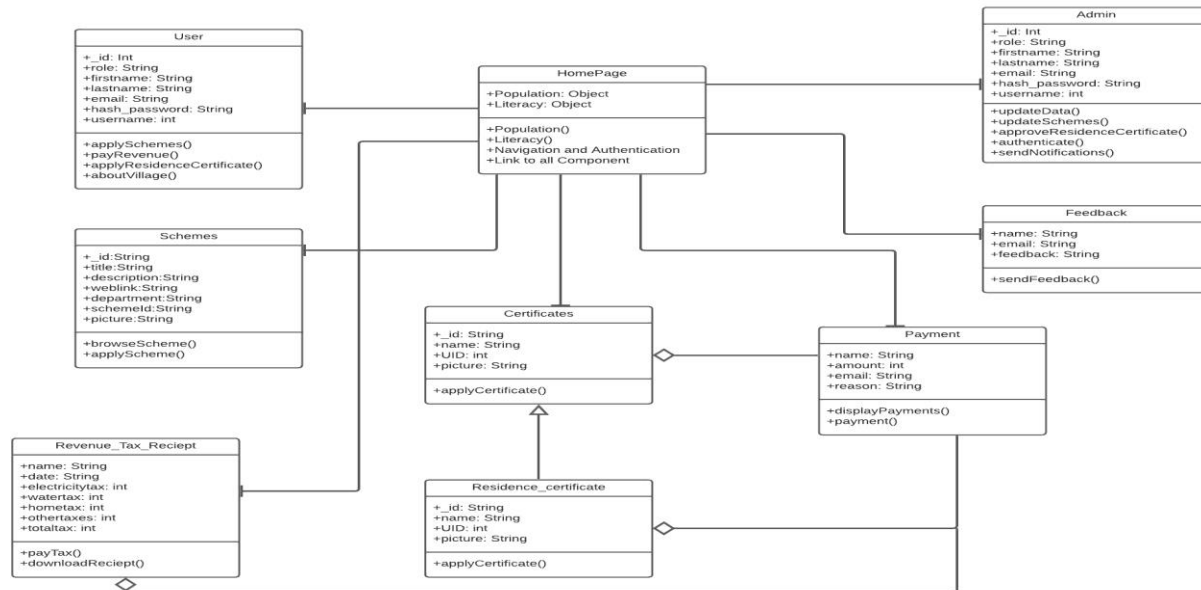 User
+_id: Int
+role: String
+firstname: String
+lastname: String
+email: String
+hash_password: String
+username: int
+applySchemes()
+payRevenue()
+applyResidenceCertificate()
+aboutVillage()
HomePage
+Population: Object
+Literacy: Object
+Population()
+Literacy()
+Navigation and Authentication
+Link to all Component
Admin
+_id: Int
+role: String
+firstname: String
+lastname: String
+email: String
+hash_password: String
+username: int
+updateData()
+updateSchemes()
+approveResidenceCertificate()
+authenticate()
+sendNotifications()
Schemes
+_id:String
+title:String
+description:String
+weblink:String
+department:String
+schemeId:String
+picture:String
+browseScheme()
+applyScheme()
Feedback
+name: String
+email: String
+feedback: String
+sendFeedback()
Certificates
+_id: String
+name: String
+UID: int
+picture: String
+applyCertificate()
Payment
+name: String
+amount: int
+email: String
+reason: String
+displayPayments()
+payment()
Revenue_Tax_Reciept
+name: String
+date: String
+electricitytax: int
+watertax: int
+hometax: int
+othertaxes: int
+totaltax: int
+payTax()
+downloadReciept()
Residence_certificate
+_id: String
+name: String
+UID: int
+picture: String
+applyCertificate()